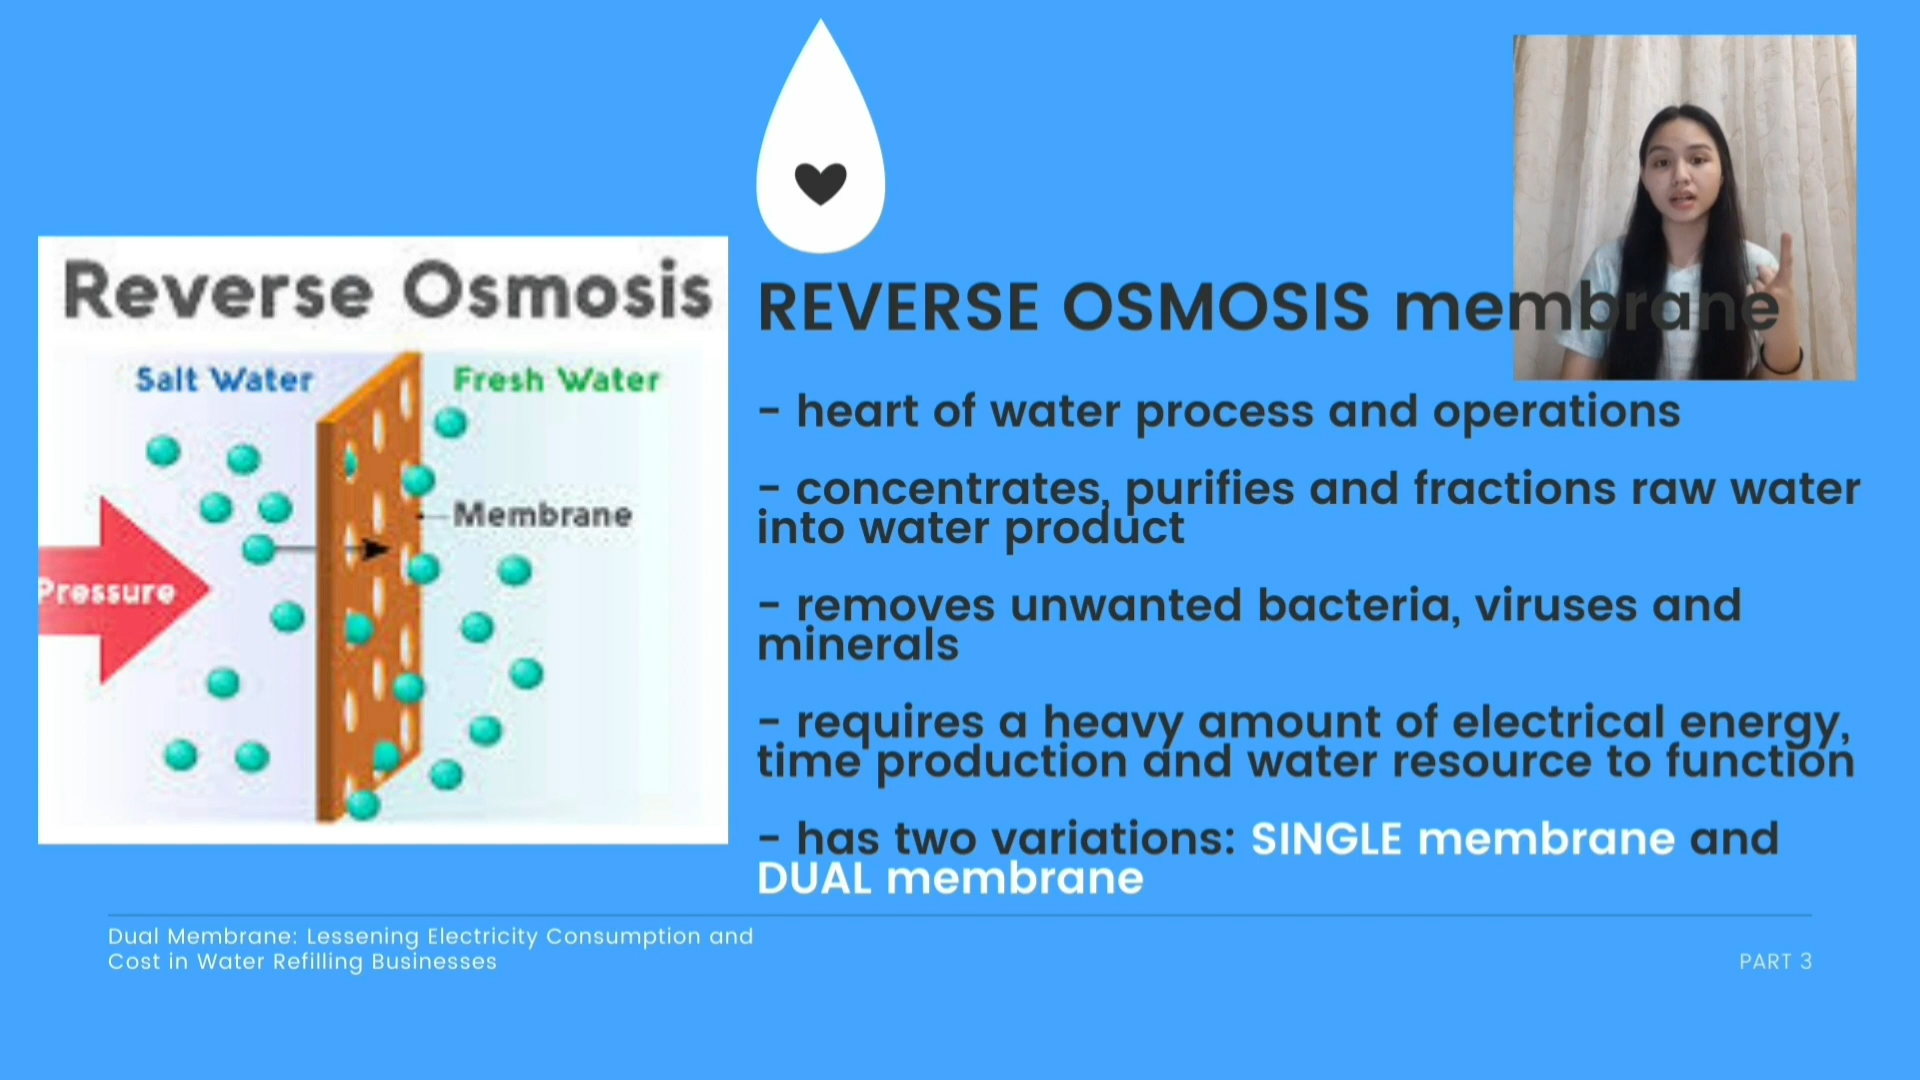 Reverse Osmosis
Salt Water
Fresh Water
Membrane
Pressure
REVERSE OSMOSIS membrane
- heart of water process and operations
- concentrates, purifies and fractions raw water
into water product
- removes unwanted bacteria, viruses and
minerals
- requires a heavy amount of electrical energy,
time production and water resource to function
- has two variations: SINGLE membrane and
DUAL membrane
Dual Membrane: Lessening Electricity Consumption and
Cost in Water Refilling Businesses
PART 3